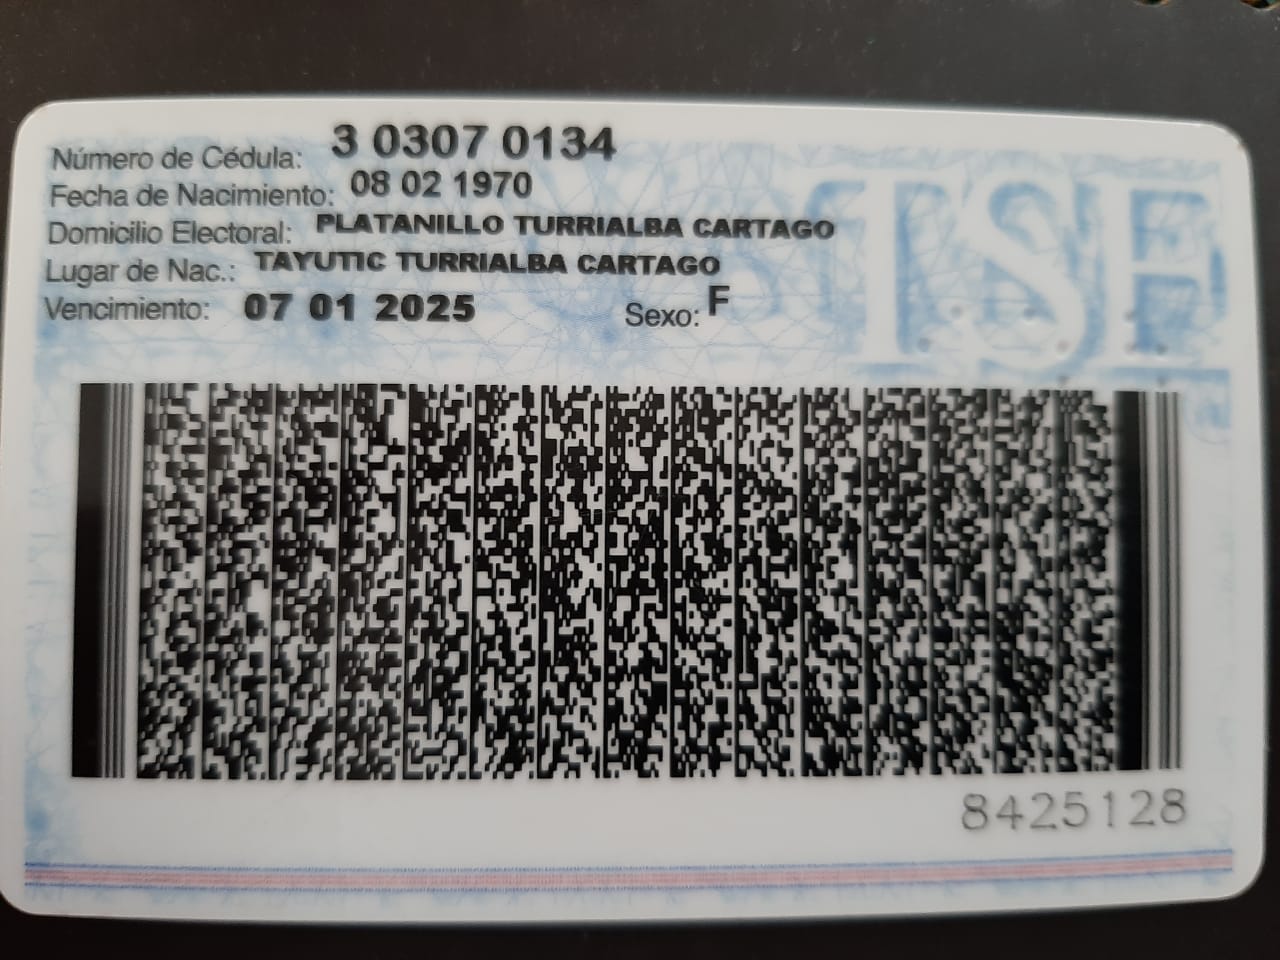 Número de Cédula: 3 0307 0134
Fecha de Nacimiento: 08 02 1970
Domicilio Electoral: PLATANILLO TURRIALBA CARTAGO
Lugar de Nac.: TAYUTIC TURRIALBA CARTAGO
Vencimiento: 07 01 2025 Sexo: F
TSE
8425128